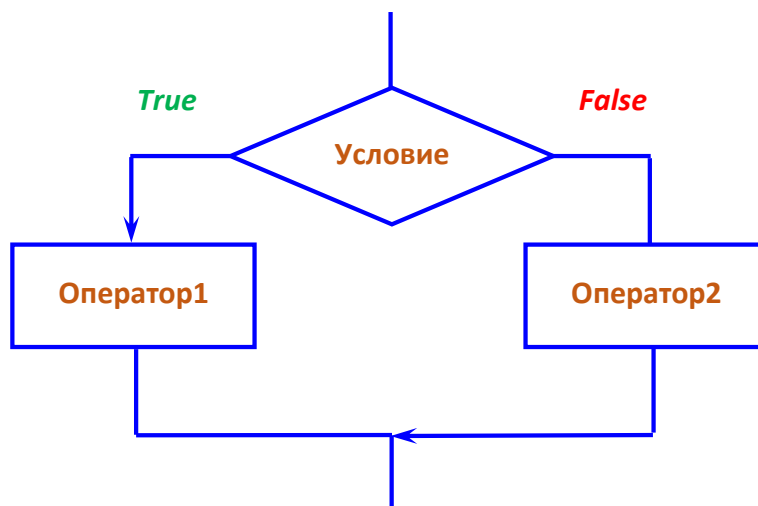 True
False
Условие
Оператор1
Оператор2